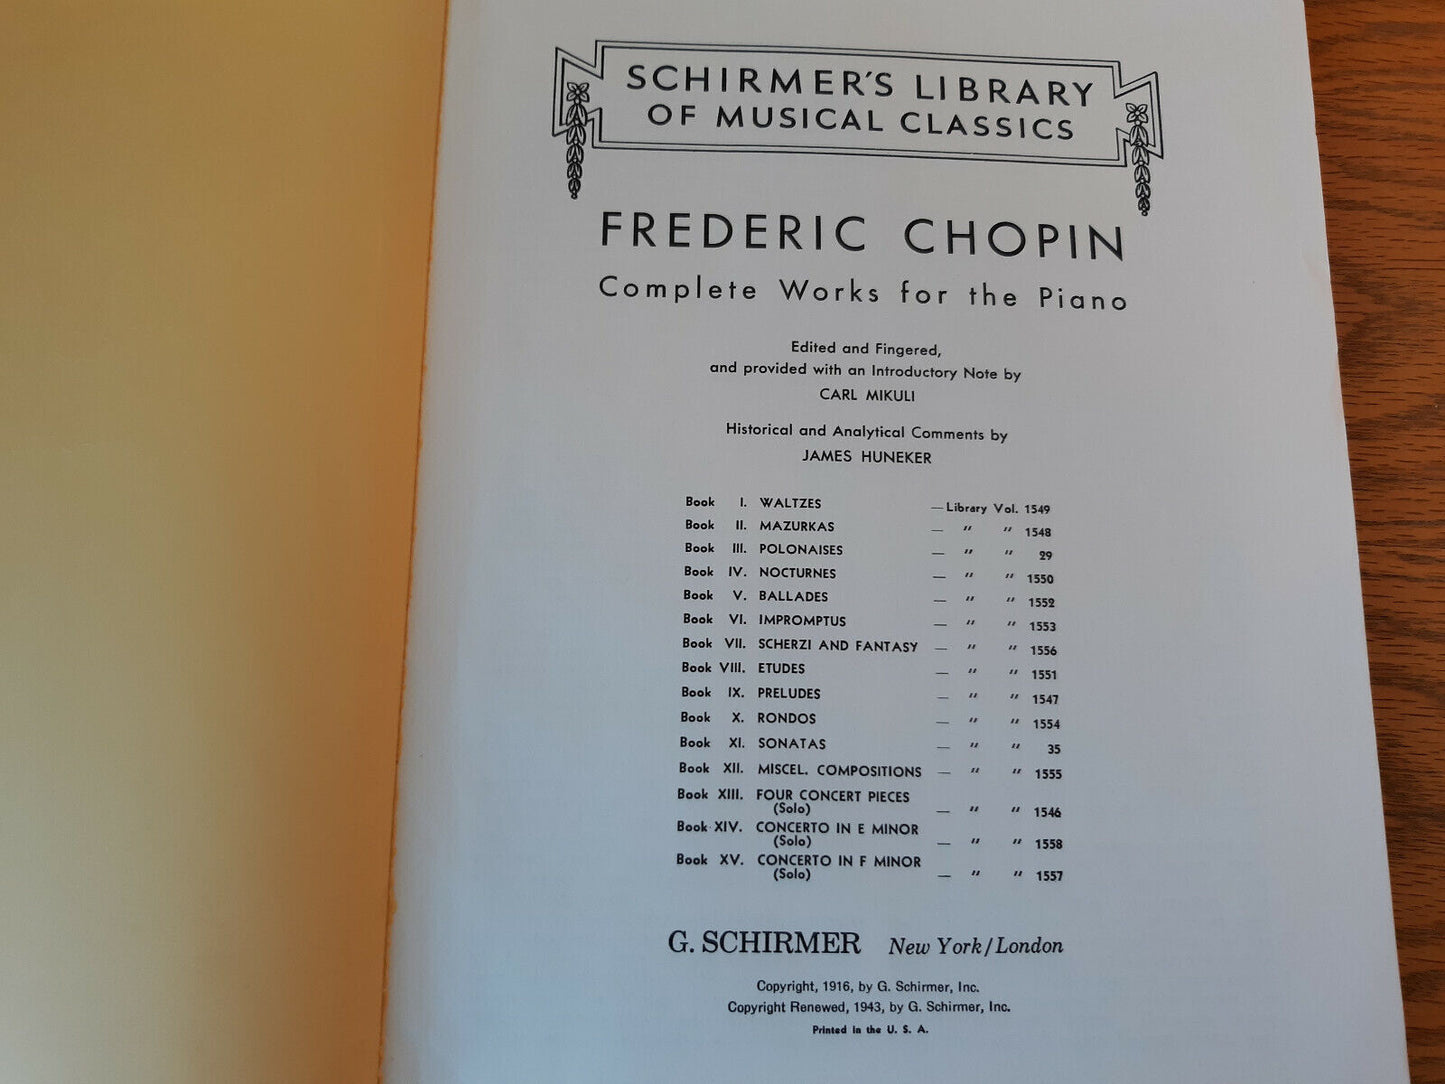 SCHIRMER'S LIBRARY
OF MUSICAL CLASSICS
FREDERIC CHOPIN
Complete Works for the Piano
Edited and Fingered,
and provided with an Introductory Note by
CARL MIKULI
Historical and Analytical Comments by
JAMES HUNEKER
Book I. WALTZES — Library Vol. 1549
Book II. MAZURKAS — " " 1548
Book III. POLONAISES — " " 29
Book IV. NOCTURNES — " " 1550
Book V. BALLADES — " " 1552
Book VI. IMPROMPTUS — " " 1553
Book VII. SCHERZI AND FANTASY — " " 1556
Book VIII. ETUDES — " " 1551
Book IX. PRELUDES — " " 1547
Book X. RONDOS — " " 1554
Book XI. SONATAS — " " 35
Book XII. MISCEL. COMPOSITIONS — " " 1555
Book XIII. FOUR CONCERT PIECES
(Solo) — " " 1546
Book XIV. CONCERTO IN E MINOR
(Solo) — " " 1558
Book XV. CONCERTO IN F MINOR
(Solo) — " " 1557
G. SCHIRMER New York/London
Copyright, 1916, by G. Schirmer, Inc.
Copyright Renewed, 1943, by G. Schirmer, Inc.
Printed in the U. S. A.